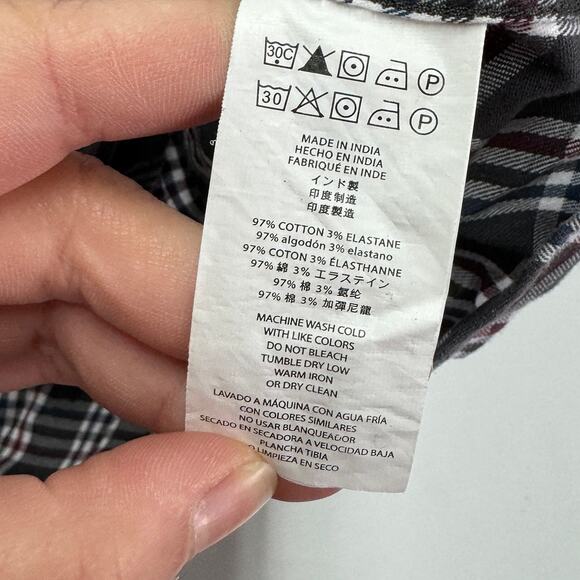 30C P
30 P
MADE IN INDIA
HECHO EN INDIA
FABRIQUÉ EN INDE
インド製
印度制造
印度製造
97% COTTON 3% ELASTANE
97% algodón 3% elastano
97% COTON 3% ÉLASTHANNE
97% 綿 3% エラステイン
97% 棉 3% 氨纶
97% 棉 3% 加彈尼龍
MACHINE WASH COLD
WITH LIKE COLORS
DO NOT BLEACH
TUMBLE DRY LOW
WARM IRON
OR DRY CLEAN
LAVADO A MÁQUINA CON AGUA FRÍA
CON COLORES SIMILARES
NO USAR BLANQUEADOR
SECADO EN SECADORA A VELOCIDAD BAJA
PLANCHA TIBIA
O LIMPIEZA EN SECO